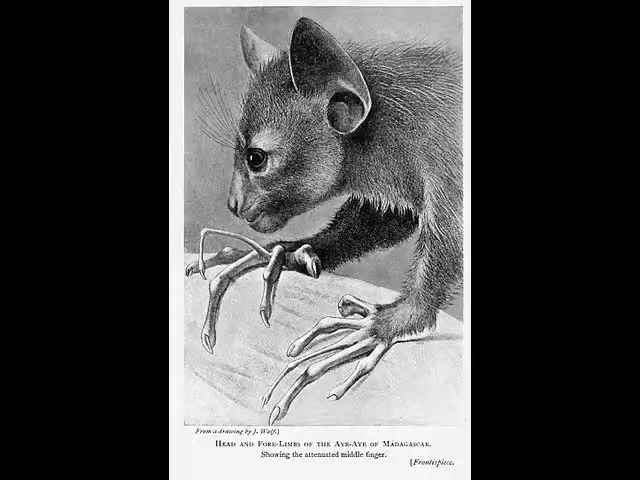 From a drawing by J. Wolf.]
Head and Fore-Limbs of the Aye-Aye of Madagascar.
Showing the attenuated middle finger.
[Frontispiece.